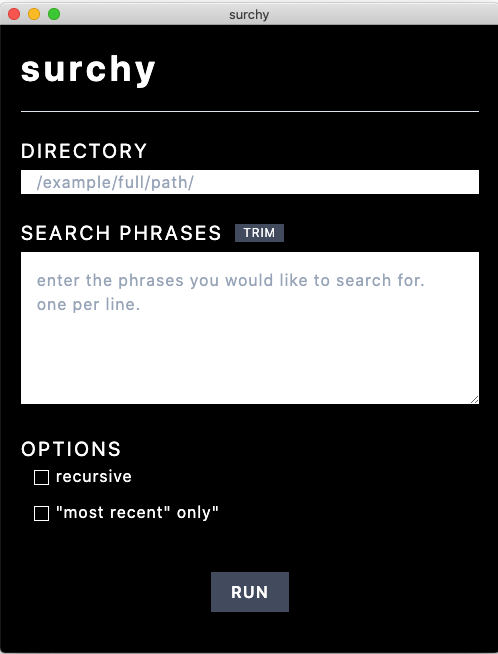 surchy
surchy
DIRECTORY
/example/full/path/
SEARCH PHRASES TRIM
enter the phrases you would like to search for.
one per line.
OPTIONS
recursive
"most recent" only"
RUN